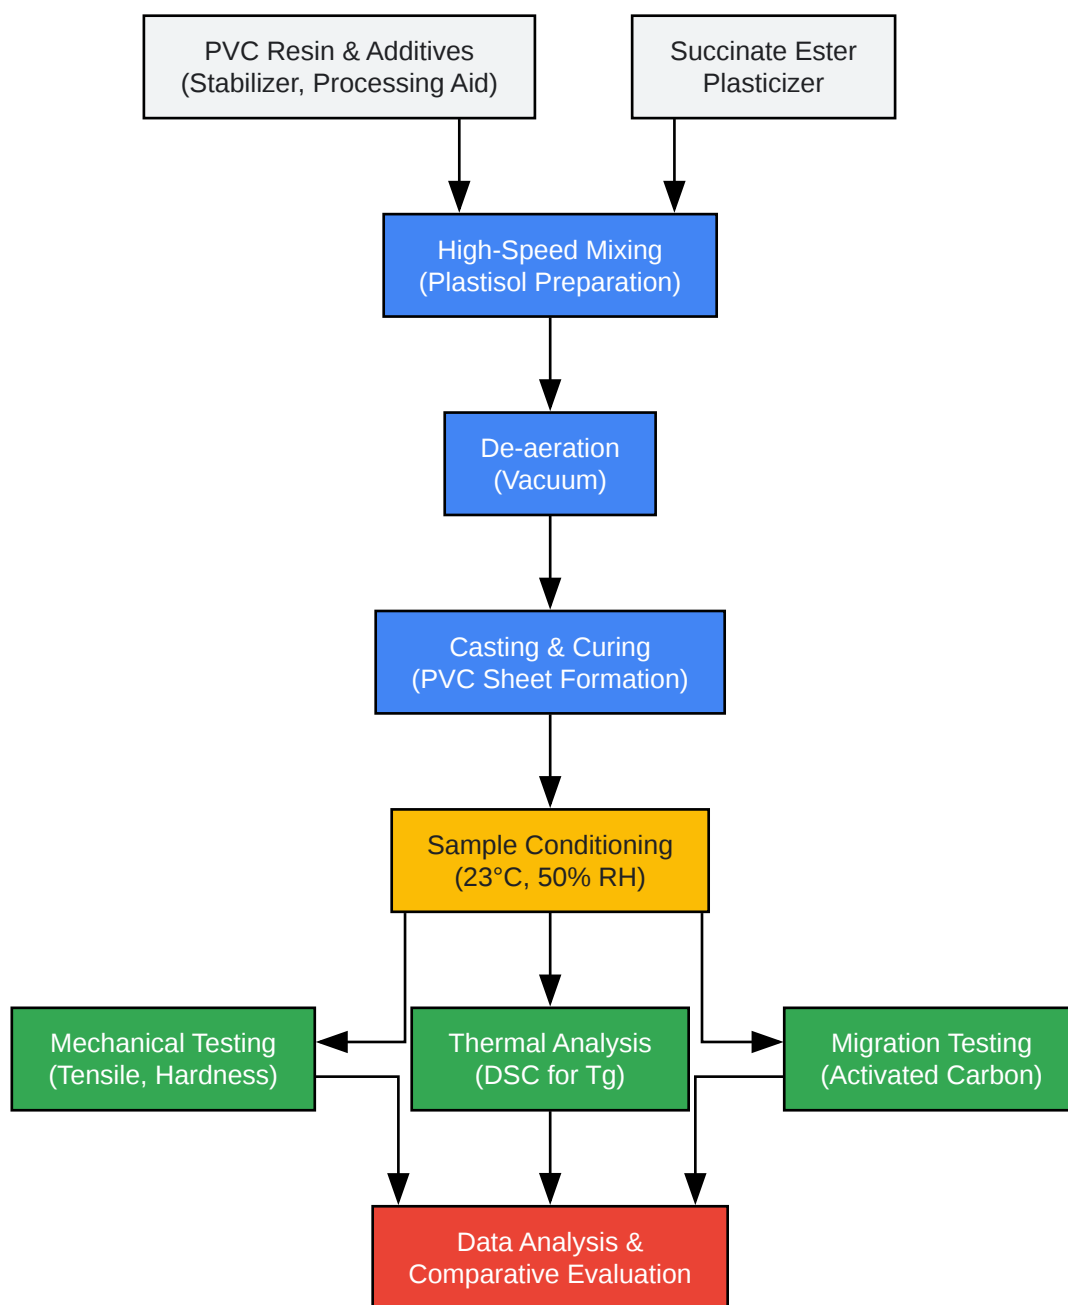 PVC Resin & Additives
(Stabilizer, Processing Aid)
Succinate Ester
Plasticizer
High-Speed Mixing
(Plastisol Preparation)
De-aeration
(Vacuum)
Casting & Curing
(PVC Sheet Formation)
Sample Conditioning
(23°C, 50% RH)
Mechanical Testing
(Tensile, Hardness)
Thermal Analysis
(DSC for Tg)
Migration Testing
(Activated Carbon)
Data Analysis &
Comparative Evaluation